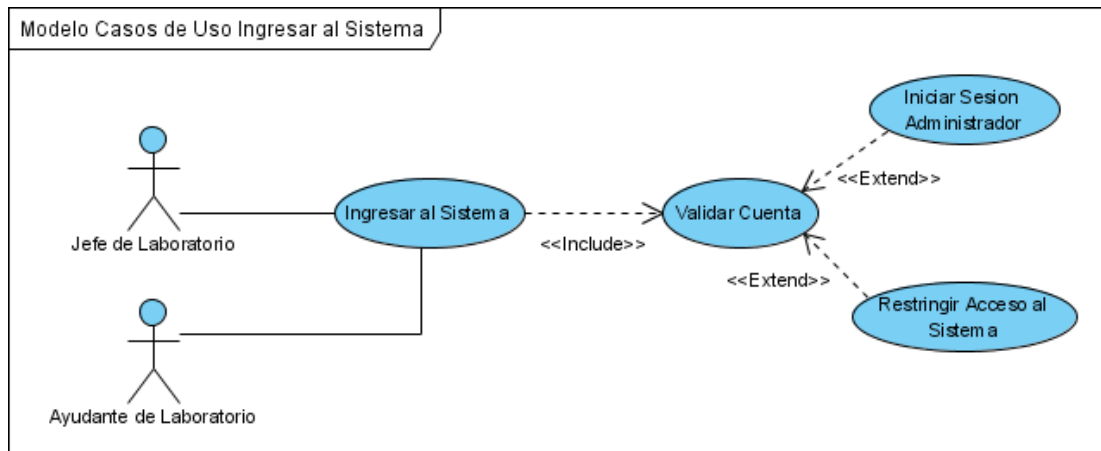 Modelo Casos de Uso Ingresar al Sistema
Iniciar Sesion
Administrador
<<Extend>>
Jefe de Laboratorio
Ingresar al Sistema
<<Include>>
Validar Cuenta
<<Extend>>
Restringir Acceso al
Sistema
Ayudante de Laboratorio